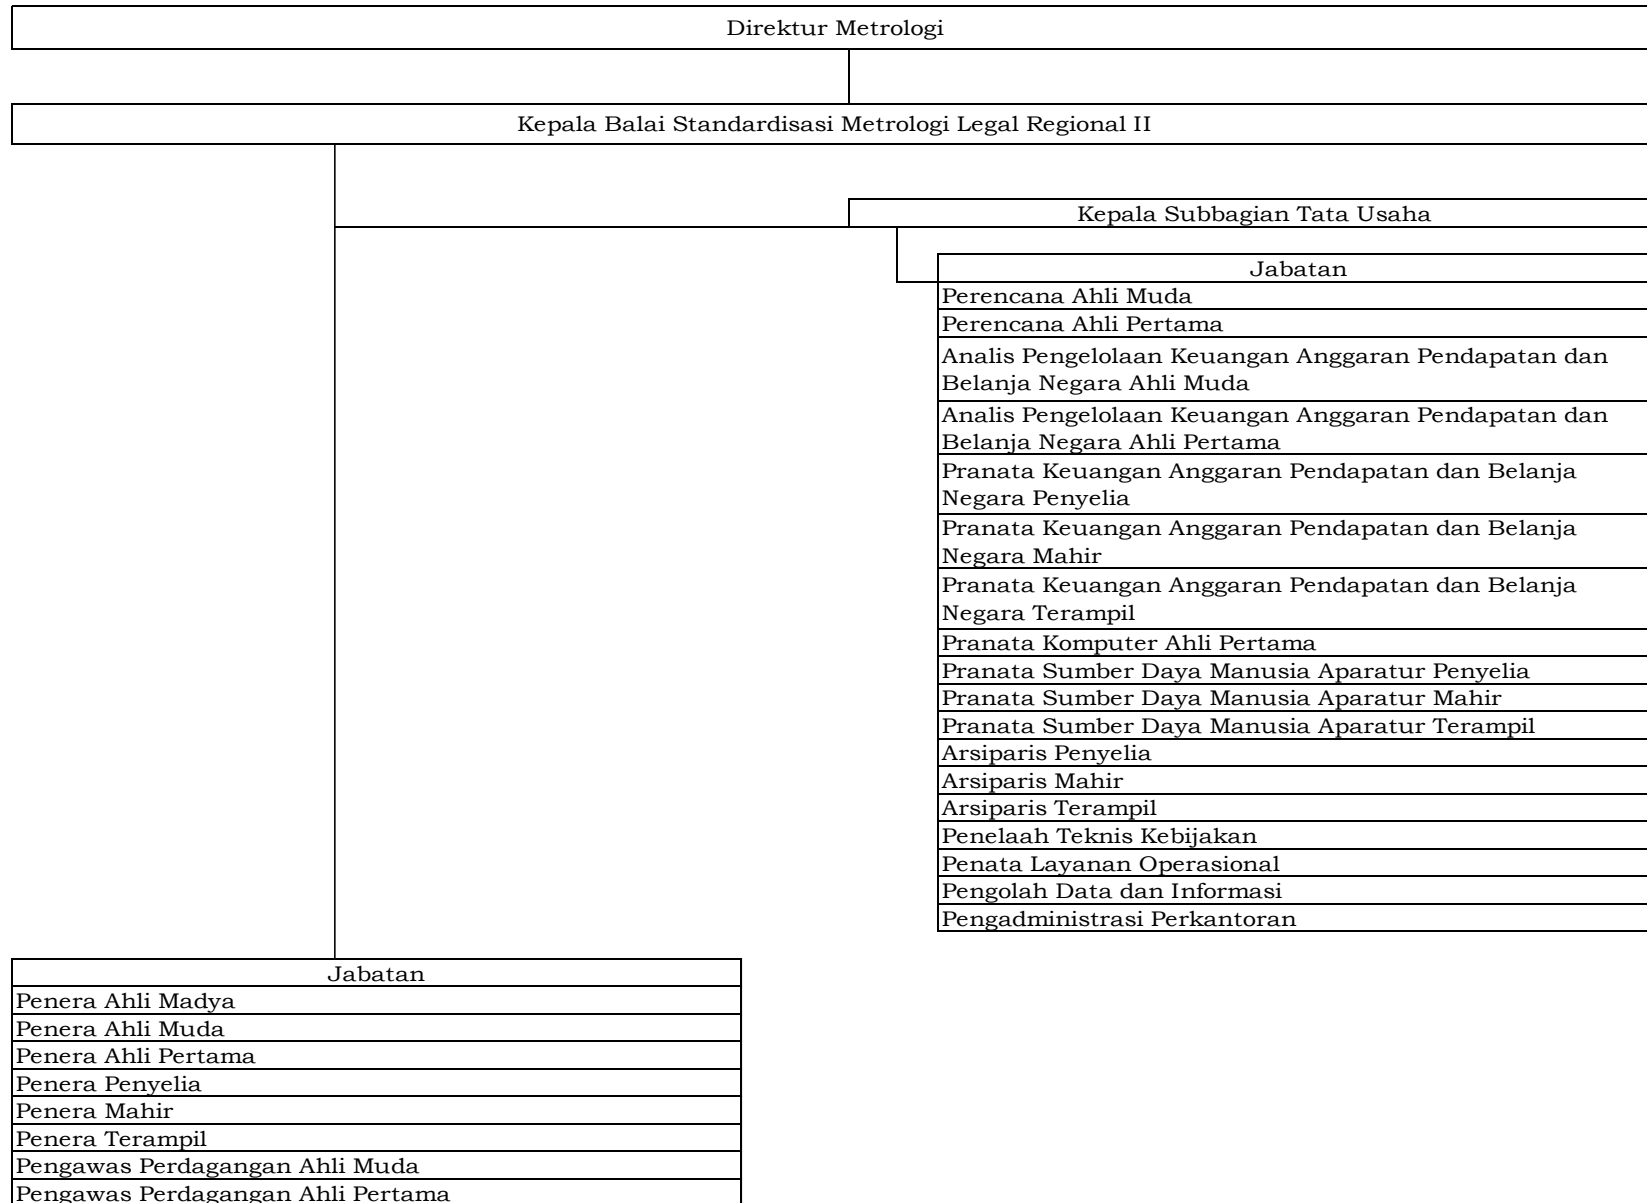 Direktur Metrologi
Kepala Balai Standardisasi Metrologi Legal Regional II
Kepala Subbagian Tata Usaha
Jabatan
Perencana Ahli Muda
Perencana Ahli Pertama
Analis Pengelolaan Keuangan Anggaran Pendapatan dan
Belanja Negara Ahli Muda
Analis Pengelolaan Keuangan Anggaran Pendapatan dan
Belanja Negara Ahli Pertama
Pranata Keuangan Anggaran Pendapatan dan Belanja
Negara Penyelia
Pranata Keuangan Anggaran Pendapatan dan Belanja
Negara Mahir
Pranata Keuangan Anggaran Pendapatan dan Belanja
Negara Terampil
Pranata Komputer Ahli Pertama
Pranata Sumber Daya Manusia Aparatur Penyelia
Pranata Sumber Daya Manusia Aparatur Mahir
Pranata Sumber Daya Manusia Aparatur Terampil
Arsiparis Penyelia
Arsiparis Mahir
Arsiparis Terampil
Penelaah Teknis Kebijakan
Penata Layanan Operasional
Pengolah Data dan Informasi
Pengadministrasi Perkantoran
Jabatan
Penera Ahli Madya
Penera Ahli Muda
Penera Ahli Pertama
Penera Penyelia
Penera Mahir
Penera Terampil
Pengawas Perdagangan Ahli Muda
Pengawas Perdagangan Ahli Pertama